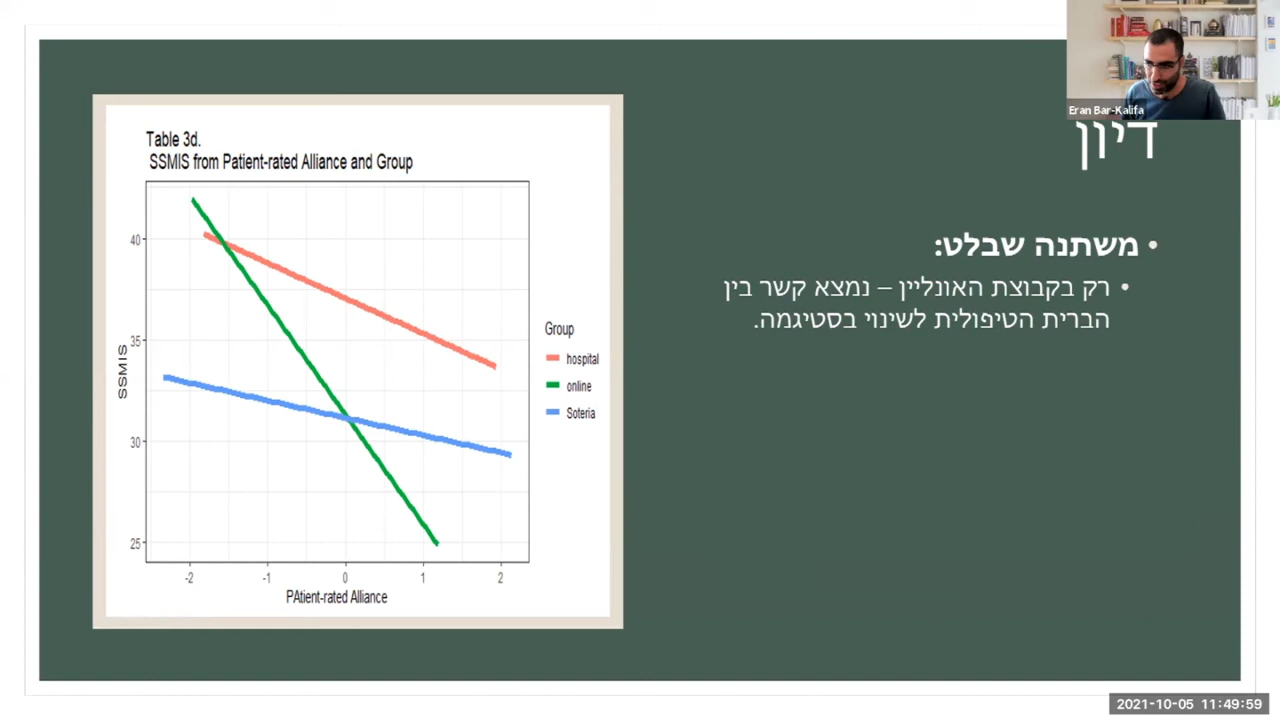 Eran Bar-Kalifa
דיון
משתנה שבלט:
רק בקבוצת האונליין – נמצא קשר בין
הברית הטיפולית לשינוי בסטיגמה.
Table 3d.
SSMIS from Patient-rated Alliance and Group
40
35
30
25
SSMIS
-2
-1
0
1
2
PAtient-rated Alliance
Group
hospital
online
Soteria
2021-10-05 11:49:59